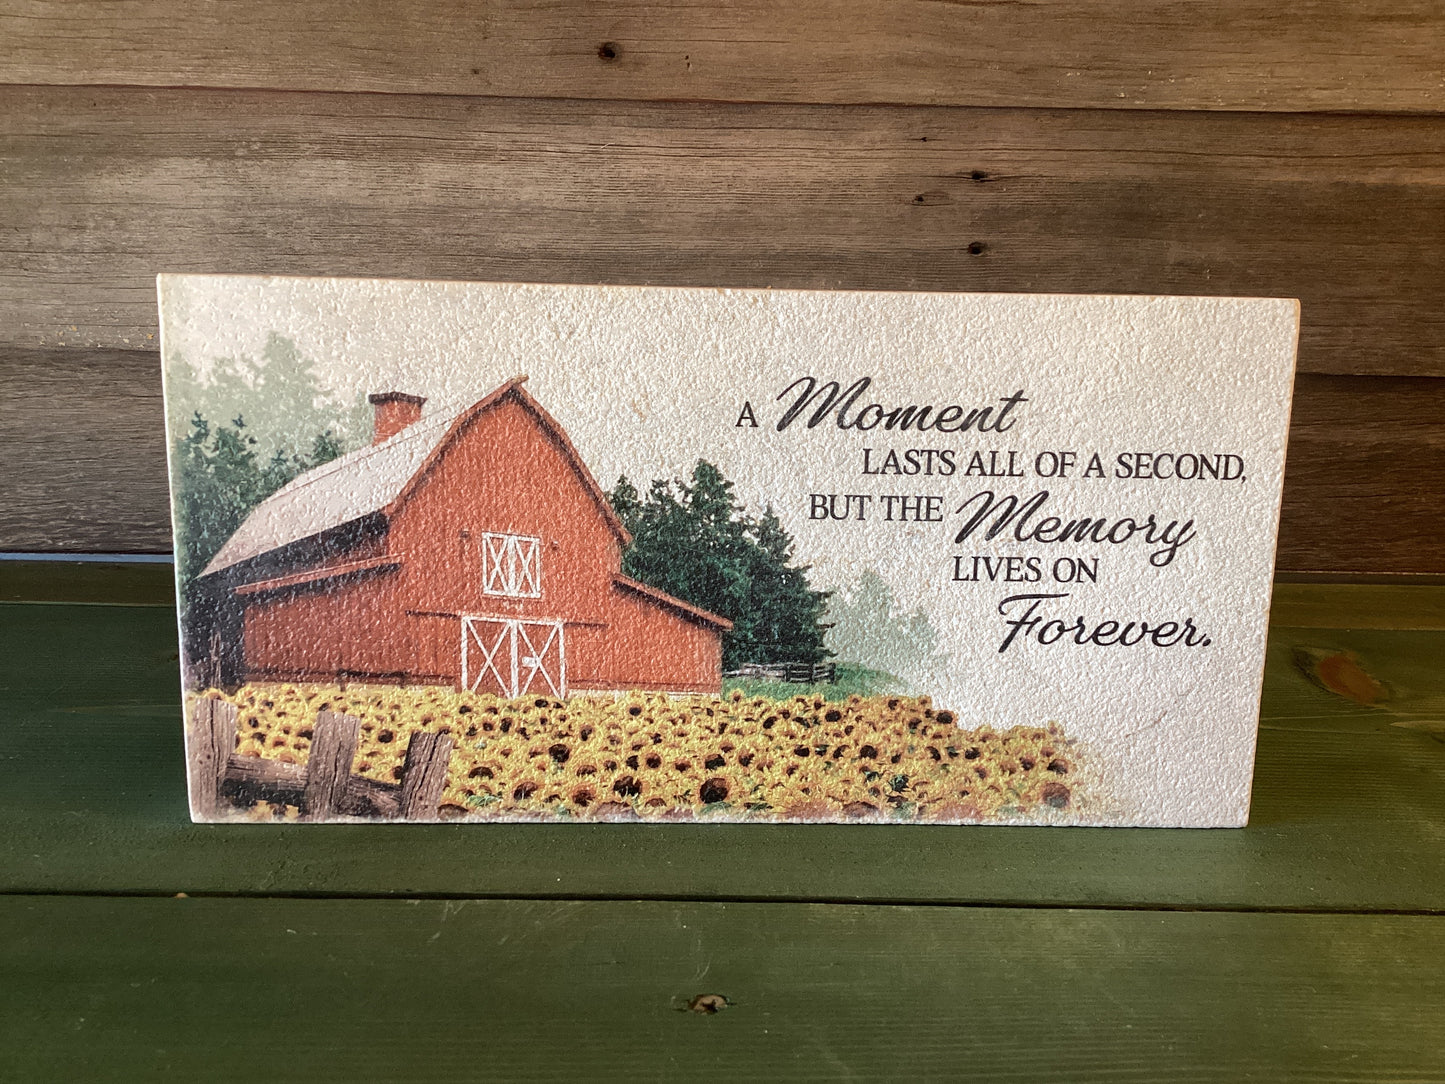 A Moment
LASTS ALL OF A SECOND,
BUT THE Memory
LIVES ON
Forever.